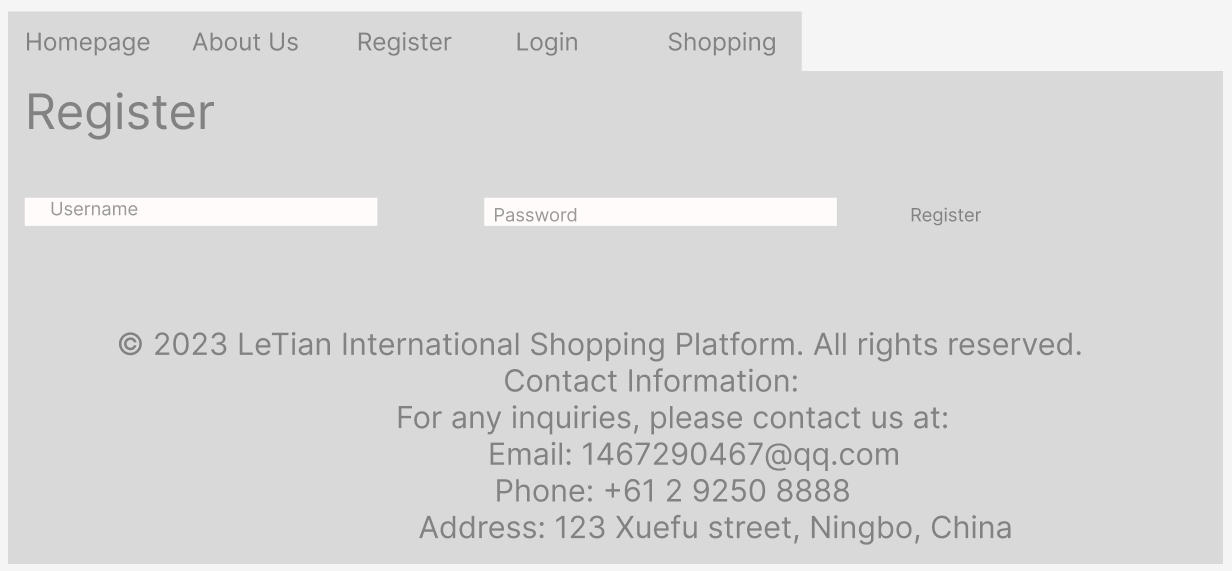 Homepage About Us Register Login Shopping
Register
Username Password Register
© 2023 LeTian International Shopping Platform. All rights reserved.
Contact Information:
For any inquiries, please contact us at:
Email: 1467290467@qq.com
Phone: +61 2 9250 8888
Address: 123 Xuefu street, Ningbo, China